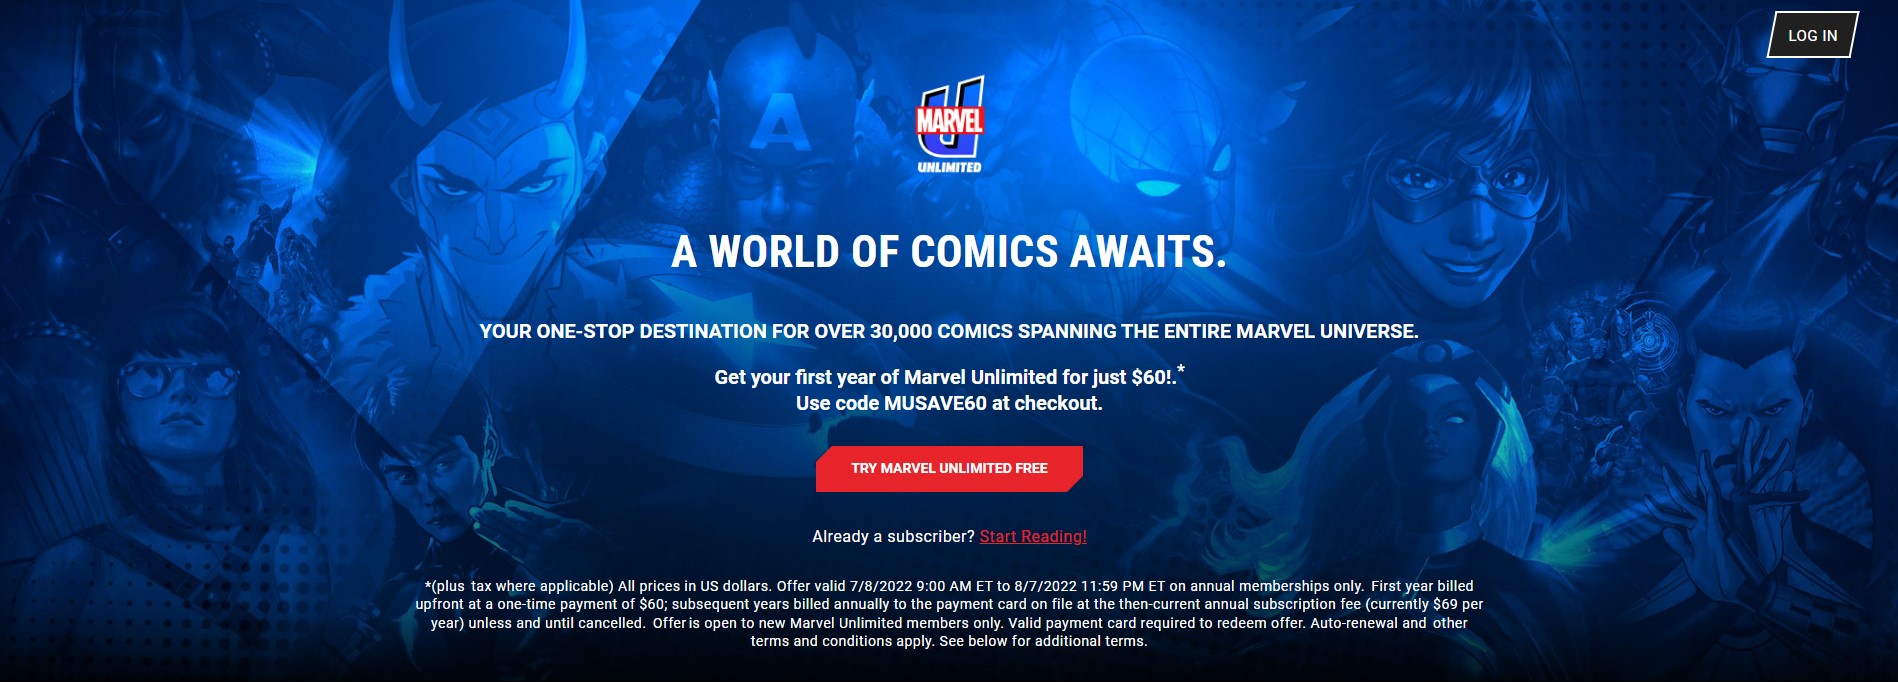 LOG IN
A
MARVEL
U
UNLIMITED
A WORLD OF COMICS AWAITS.
YOUR ONE-STOP DESTINATION FOR OVER 30,000 COMICS SPANNING THE ENTIRE MARVEL UNIVERSE.
Get your first year of Marvel Unlimited for just $60!.*
Use code MUSAVE60 at checkout.
TRY MARVEL UNLIMITED FREE
Already a subscriber? Start Reading!
*(plus tax where applicable) All prices in US dollars. Offer valid 7/8/2022 9:00 AM ET to 8/7/2022 11:59 PM ET on annual memberships only. First year billed
upfront at a one-time payment of $60; subsequent years billed annually to the payment card on file at the then-current annual subscription fee (currently $69 per
year) unless and until cancelled. Offer is open to new Marvel Unlimited members only. Valid payment card required to redeem offer. Auto-renewal and other
terms and conditions apply. See below for additional terms.